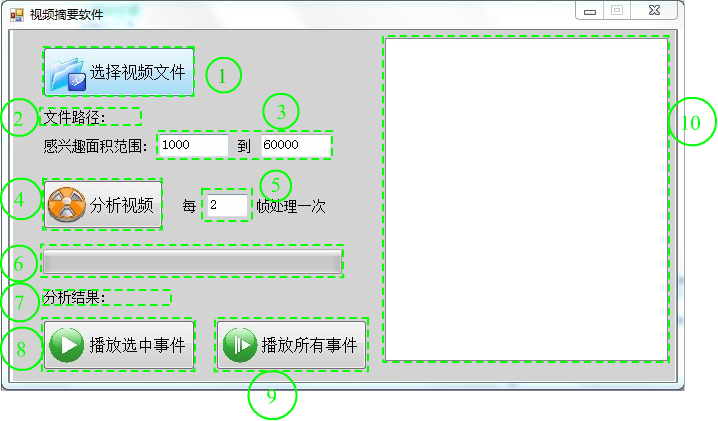 视频摘要软件
选择视频文件
1
2
文件路径:
3
感兴趣面积范围: 1000 到 60000
10
4
分析视频
每 2 帧处理一次
5
6
7
分析结果:
8
播放选中事件
播放所有事件
9